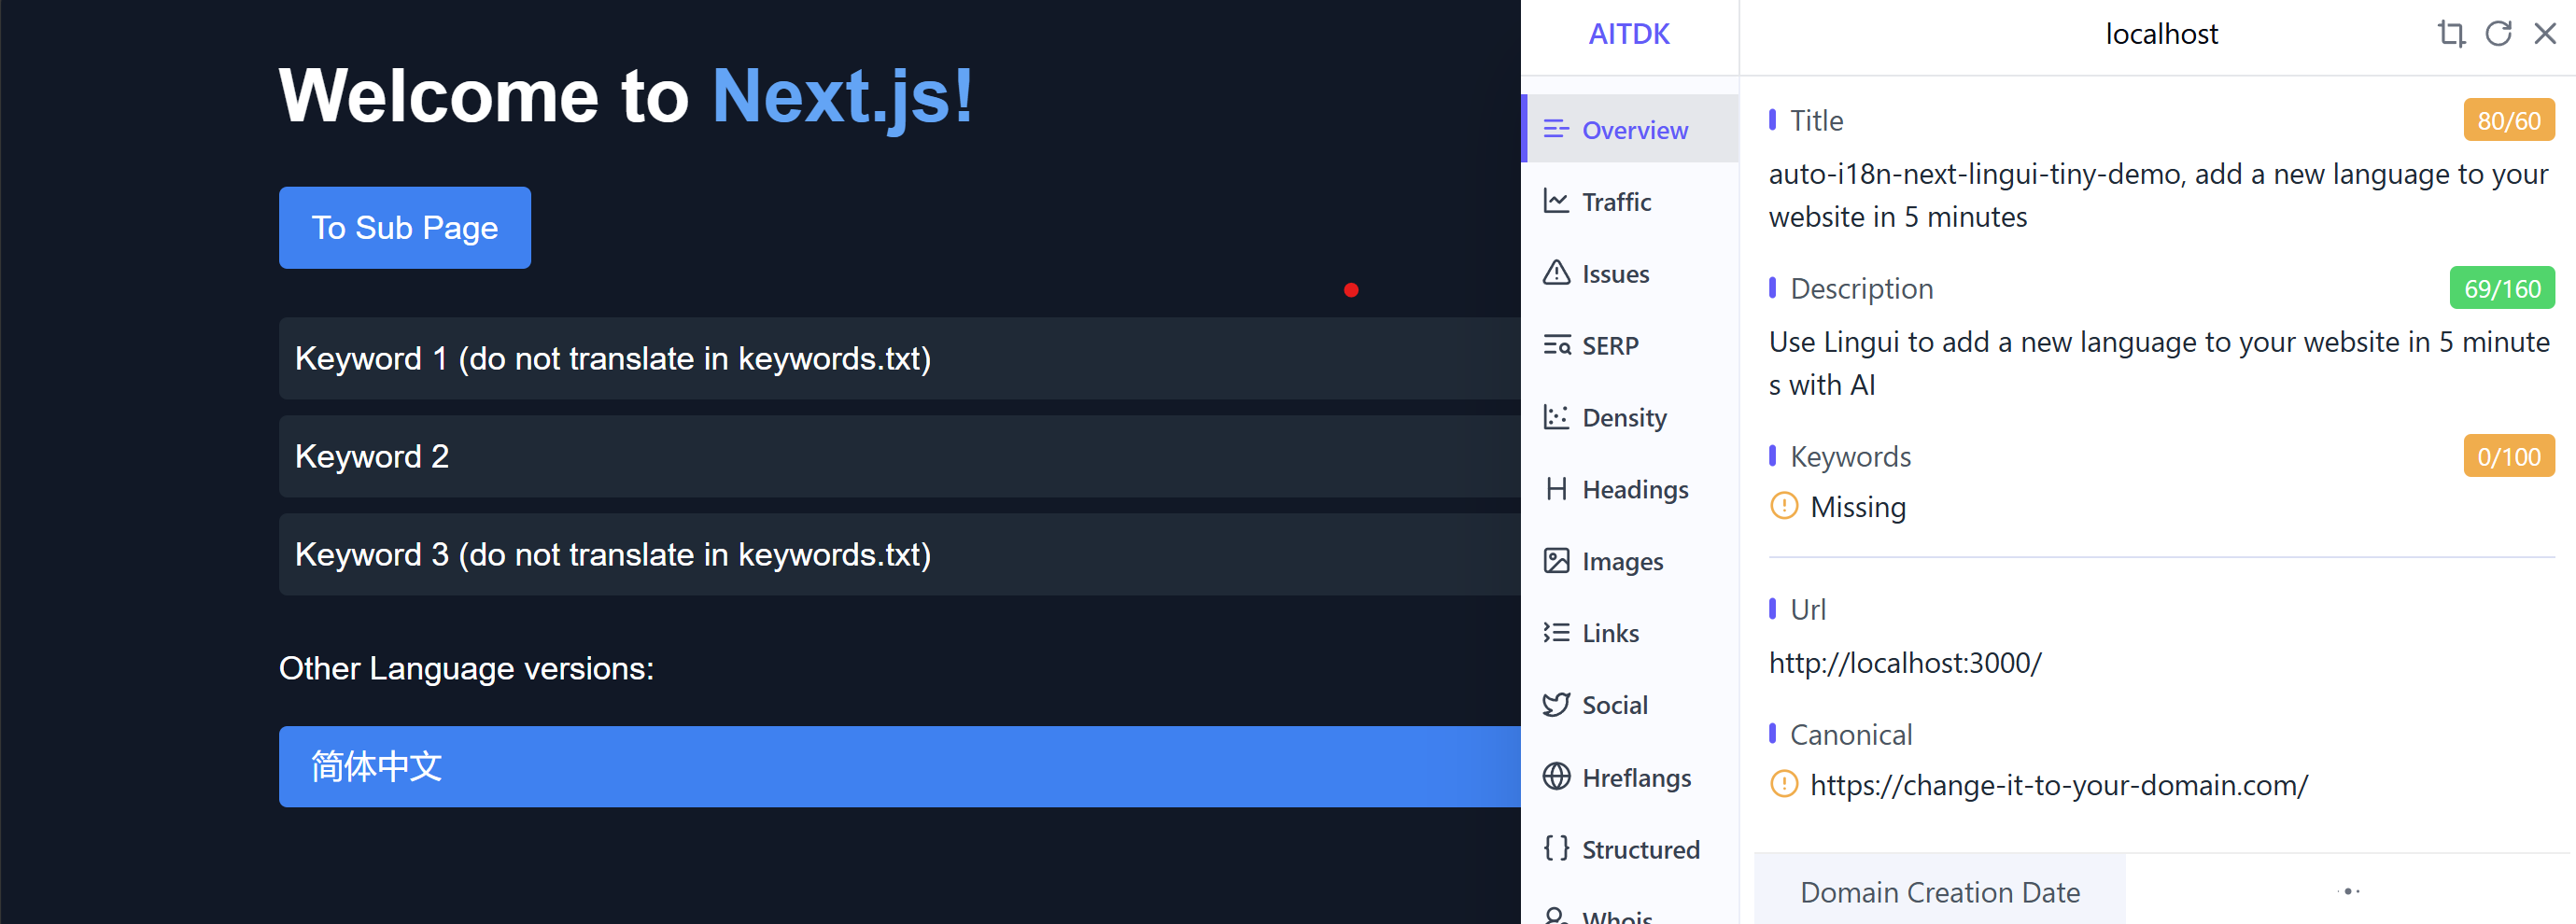 Welcome to Next.js!
To Sub Page
Keyword 1 (do not translate in keywords.txt)
Keyword 2
Keyword 3 (do not translate in keywords.txt)
Other Language versions:
简体中文
AITDK
localhost
Overview
Traffic
Issues
SERP
Density
Headings
Images
Links
Social
Hreflangs
Structured
Whois
Title
80/60
auto-i18n-next-lingui-tiny-demo, add a new language to your
website in 5 minutes
Description
69/160
Use Lingui to add a new language to your website in 5 minute
s with AI
Keywords
0/100
Missing
Url
http://localhost:3000/
Canonical
https://change-it-to-your-domain.com/
Domain Creation Date